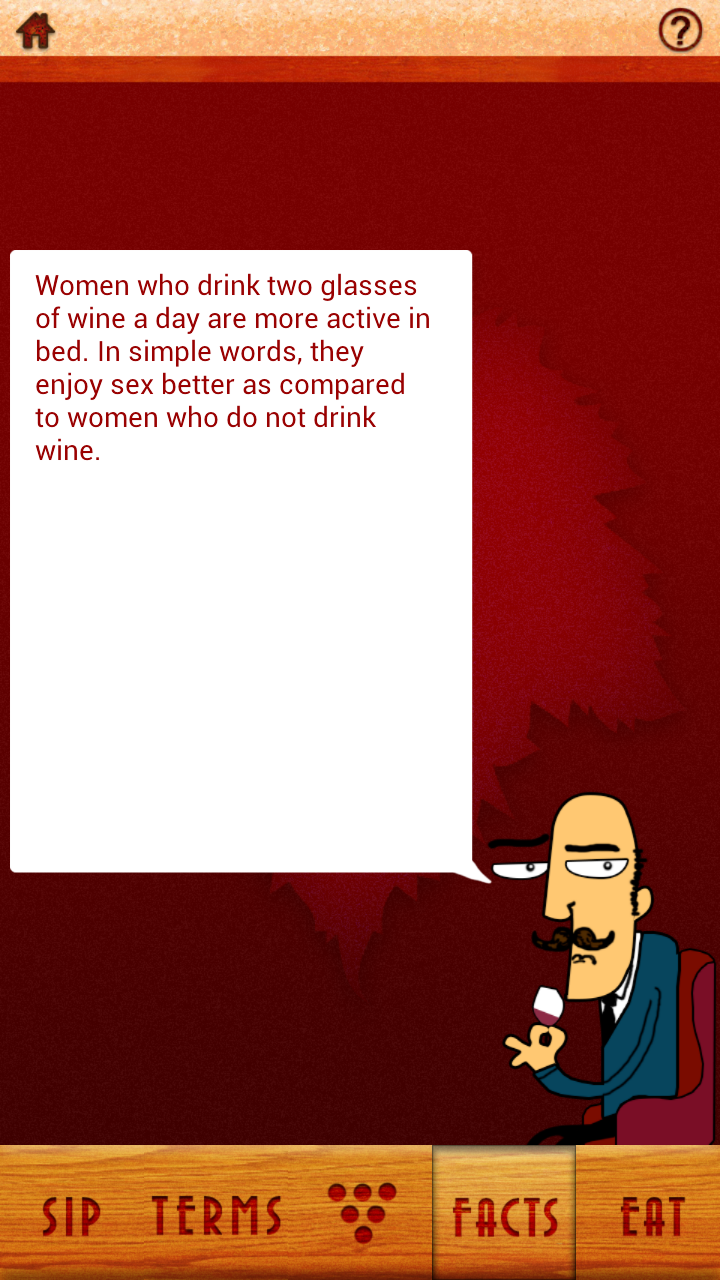 ?
Women who drink two glasses
of wine a day are more active in
bed. In simple words, they
enjoy sex better as compared
to women who do not drink
wine.
SIP TERMS FACTS EAT